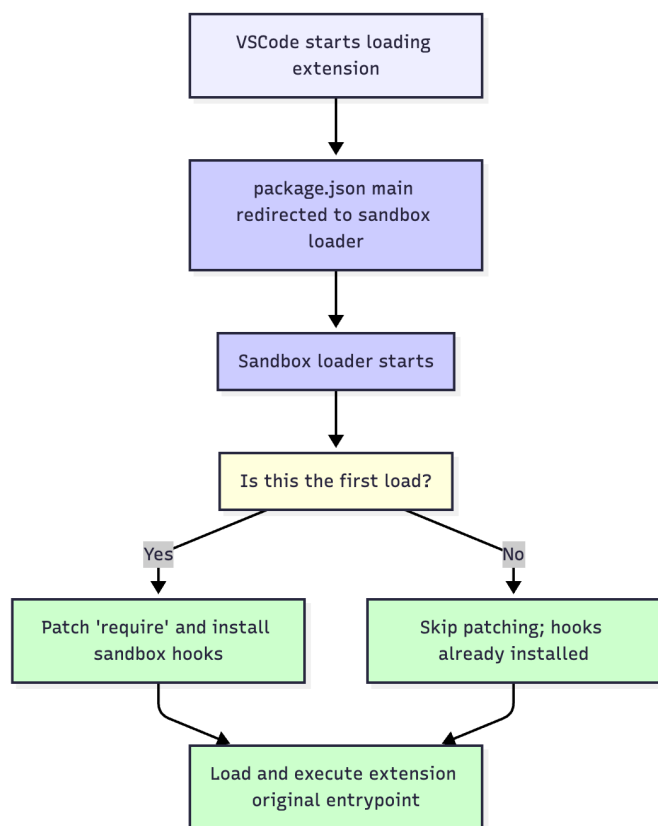 VSCode starts loading
extension
package.json main
redirected to sandbox
loader
Sandbox loader starts
Is this the first load?
Yes
No
Patch 'require' and install
sandbox hooks
Skip patching; hooks
already installed
Load and execute extension
original entrypoint